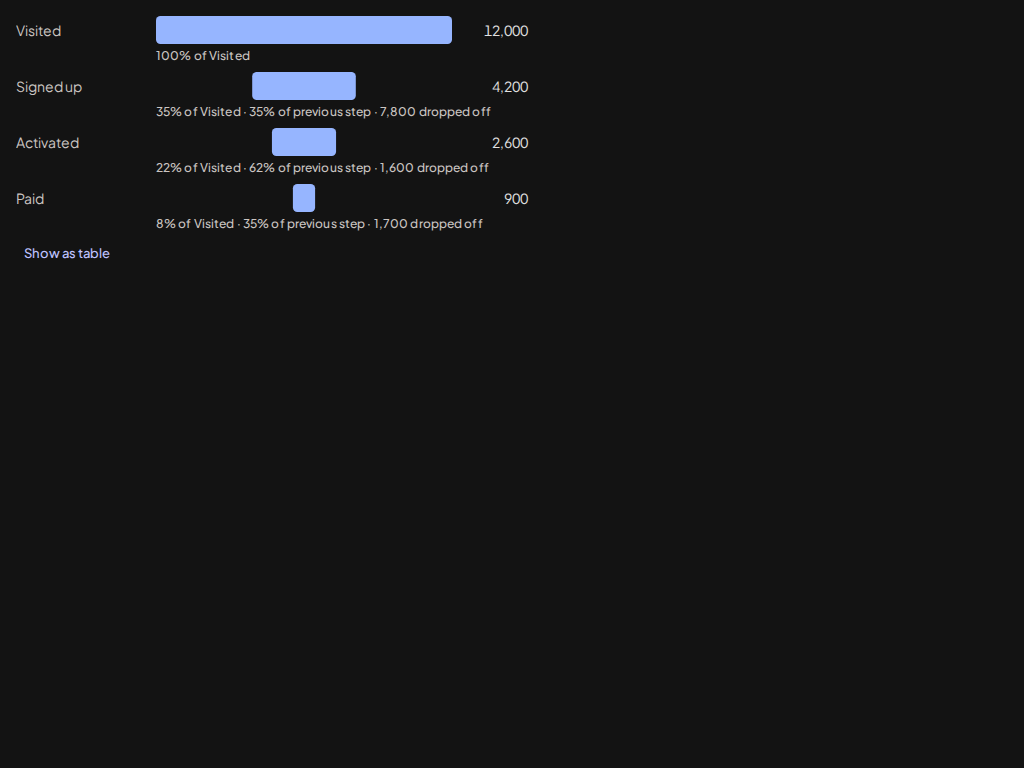 Visited 12,000
100% of Visited
Signed up 4,200
35% of Visited · 35% of previous step · 7,800 dropped off
Activated 2,600
22% of Visited · 62% of previous step · 1,600 dropped off
Paid 900
8% of Visited · 35% of previous step · 1,700 dropped off
Show as table